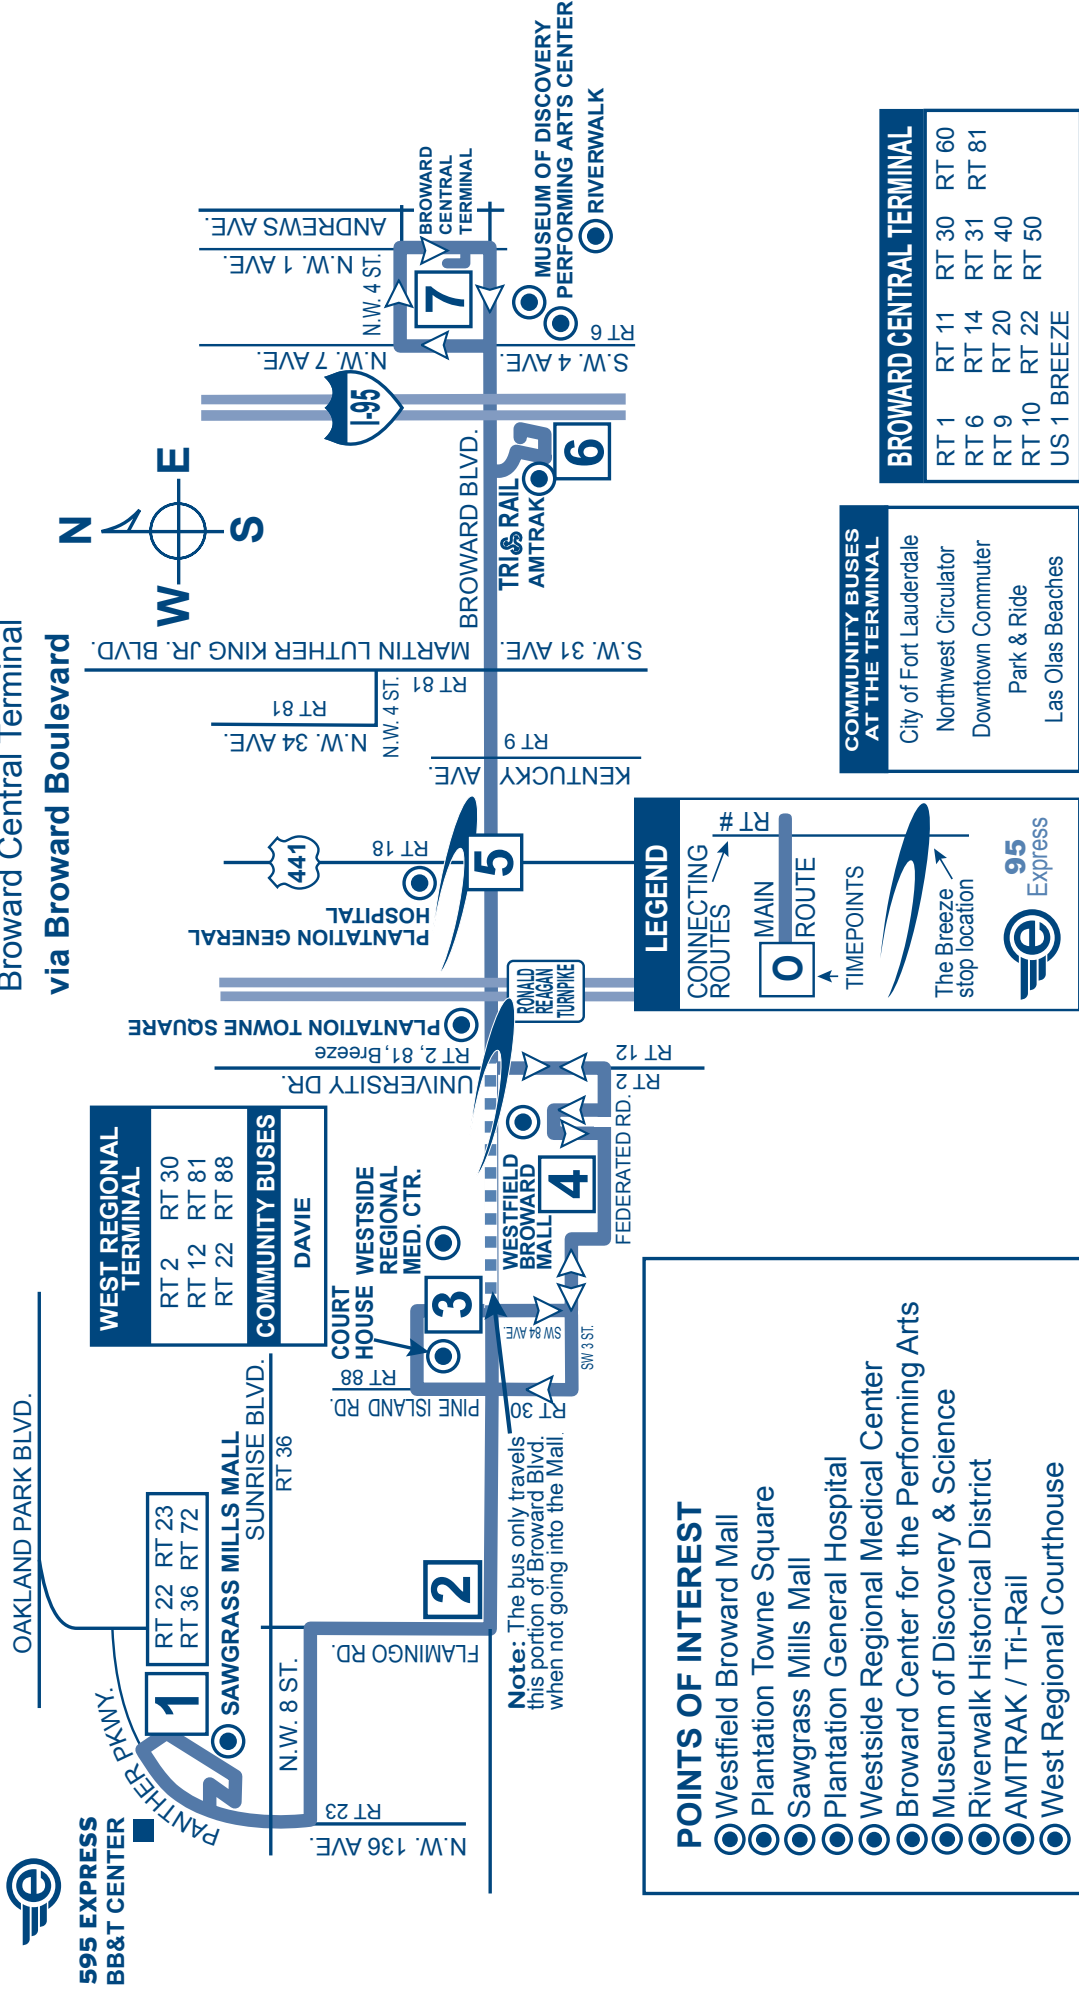 Broward Central Terminal
via Broward Boulevard
N
W
E
S
595 EXPRESS
BB&T CENTER
OAKLAND PARK BLVD.
PANTHER PKWY.
1
RT 22 RT 23
RT 36 RT 72
SAWGRASS MILLS MALL
SUNRISE BLVD.
RT 36
N.W. 8 ST.
N.W. 136 AVE.
RT 23
FLAMINGO RD.
2
Note: The bus only travels
this portion of Broward Blvd.
when not going into the Mall.
WEST REGIONAL
TERMINAL
RT 2 RT 30
RT 12 RT 81
RT 22 RT 88
COMMUNITY BUSES
DAVIE
PINE ISLAND RD.
RT 88
RT 30
COURT
HOUSE
3
WESTSIDE
REGIONAL
MED. CTR.
SW 84 AVE.
SW 3 ST.
WESTFIELD
BROWARD
MALL
4
FEDERATED RD.
UNIVERSITY DR.
RT 2, 81, Breeze
RT 2
RT 12
PLANTATION TOWNE SQUARE
RONALD
REAGAN
TURNPIKE
PLANTATION GENERAL
HOSPITAL
RT 18
441
5
KENTUCKY AVE.
RT 9
N.W. 34 AVE.
RT 81
N.W. 4 ST.
RT 81
MARTIN LUTHER KING JR. BLVD.
S.W. 31 AVE.
BROWARD BLVD.
TRI RAIL
AMTRAK
6
I-95
N.W. 7 AVE.
S.W. 4 AVE.
RT 6
N.W. 4 ST.
7
N.W. 1 AVE.
ANDREWS AVE.
BROWARD
CENTRAL
TERMINAL
MUSEUM OF DISCOVERY
PERFORMING ARTS CENTER
RIVERWALK
POINTS OF INTEREST
Westfield Broward Mall
Plantation Towne Square
Sawgrass Mills Mall
Plantation General Hospital
Westside Regional Medical Center
Broward Center for the Performing Arts
Museum of Discovery & Science
Riverwalk Historical District
AMTRAK / Tri-Rail
West Regional Courthouse
LEGEND
CONNECTING
ROUTES
RT #
0
MAIN
ROUTE
TIMEPOINTS
The Breeze
stop location
e
95
Express
COMMUNITY BUSES
AT THE TERMINAL
City of Fort Lauderdale
Northwest Circulator
Downtown Commuter
Park & Ride
Las Olas Beaches
BROWARD CENTRAL TERMINAL
RT 1 RT 11 RT 30 RT 60
RT 6 RT 14 RT 31 RT 81
RT 9 RT 20 RT 40
RT 10 RT 22 RT 50
US 1 BREEZE